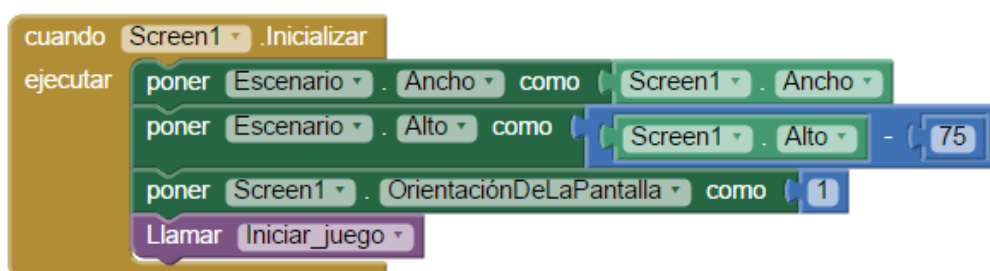 cuando Screen1 .Inicializar
ejecutar poner Escenario . Ancho como Screen1 . Ancho
poner Escenario . Alto como Screen1 . Alto - 75
poner Screen1 . OrientaciónDeLaPantalla como 1
Llamar Iniciar_juego